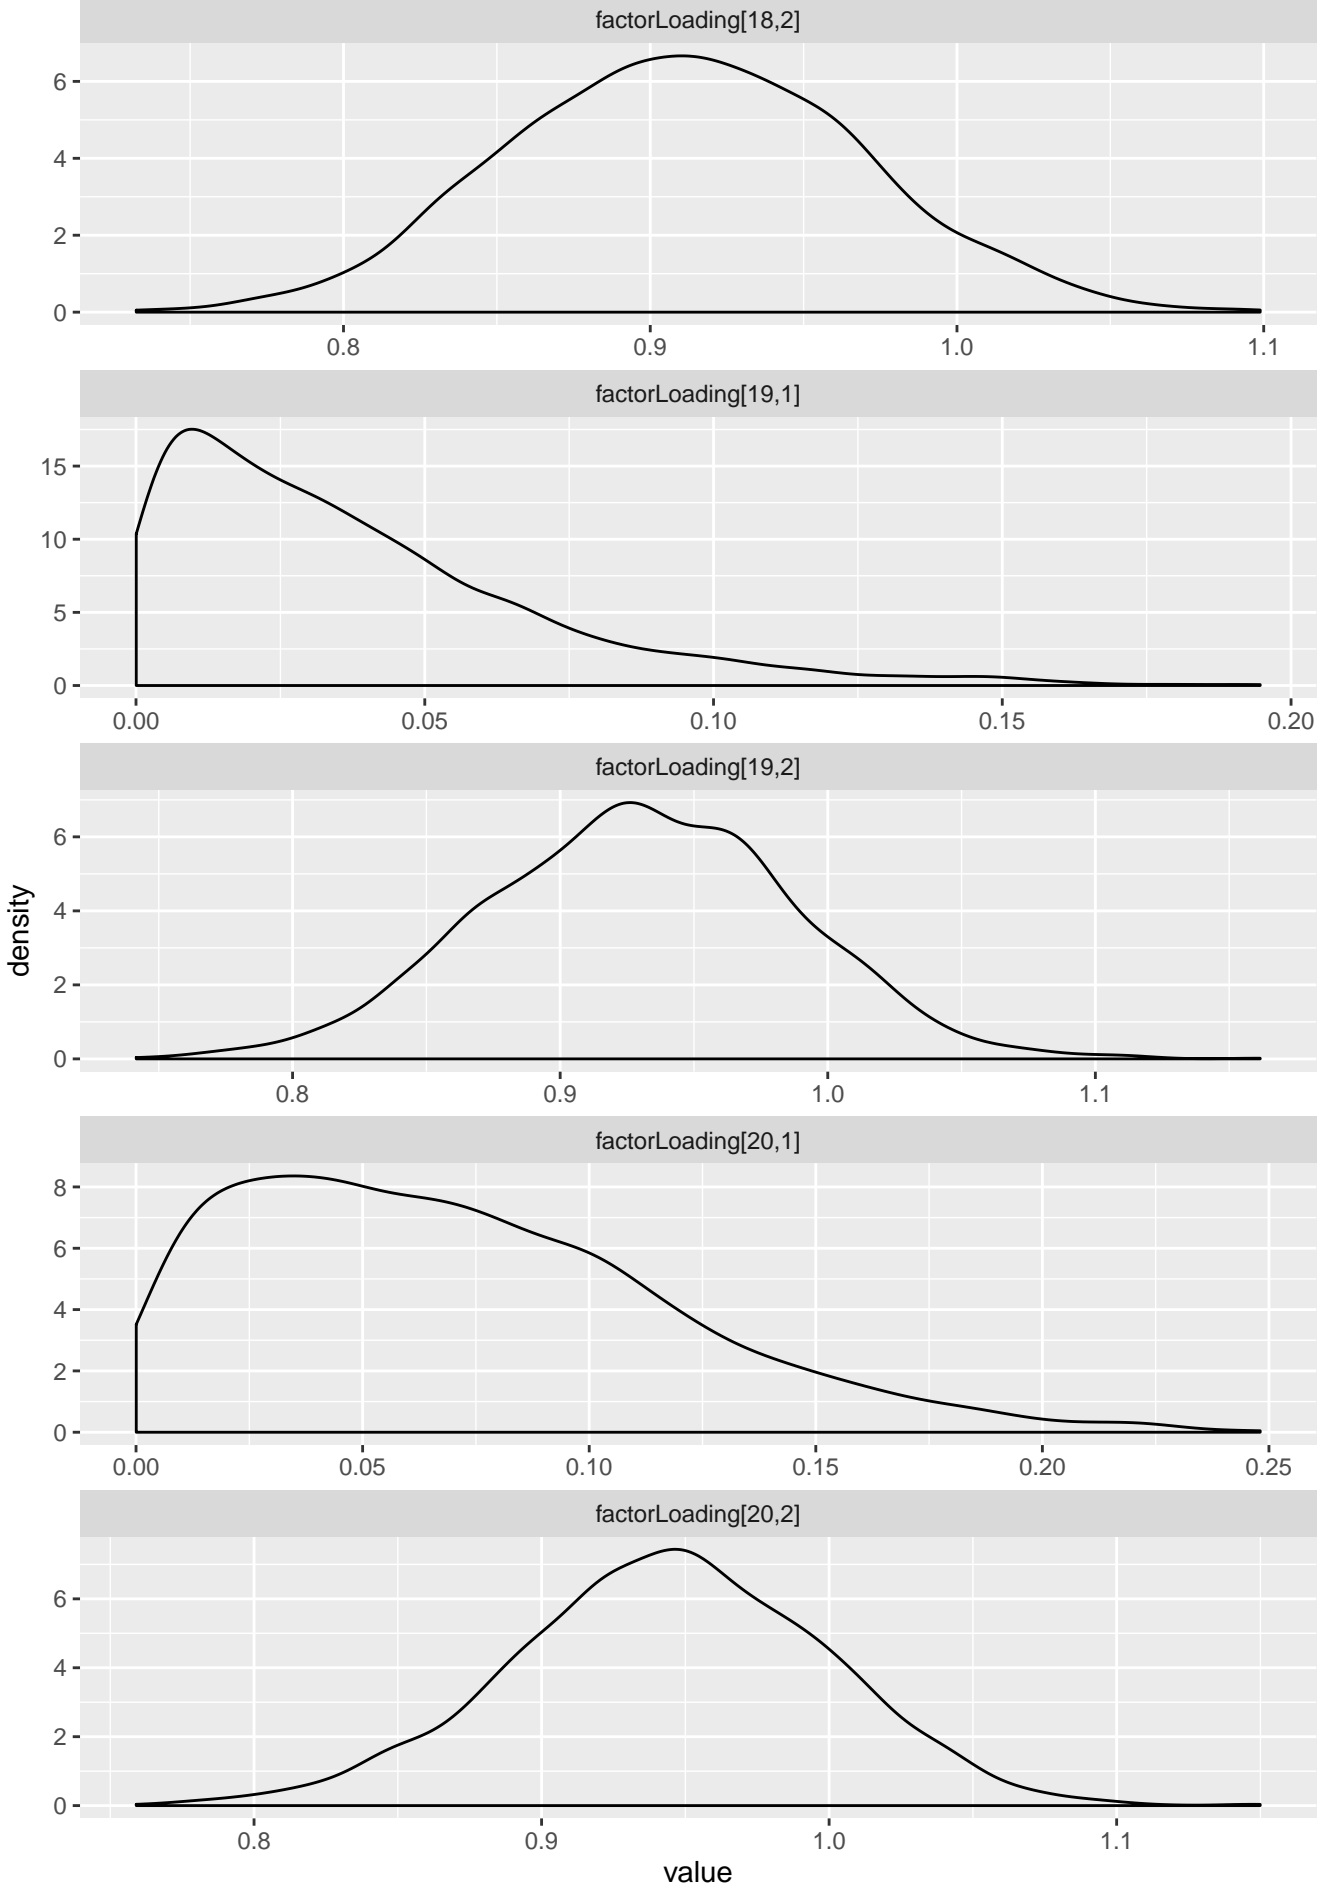 factorLoading[18,2]
6
4
2
0
0.8 0.9 1.0 1.1
factorLoading[19,1]
15
10
5
0
0.00 0.05 0.10 0.15 0.20
factorLoading[19,2]
6
4
2
0
0.8 0.9 1.0 1.1
density
factorLoading[20,1]
8
6
4
2
0
0.00 0.05 0.10 0.15 0.20 0.25
factorLoading[20,2]
6
4
2
0
0.8 0.9 1.0 1.1
value